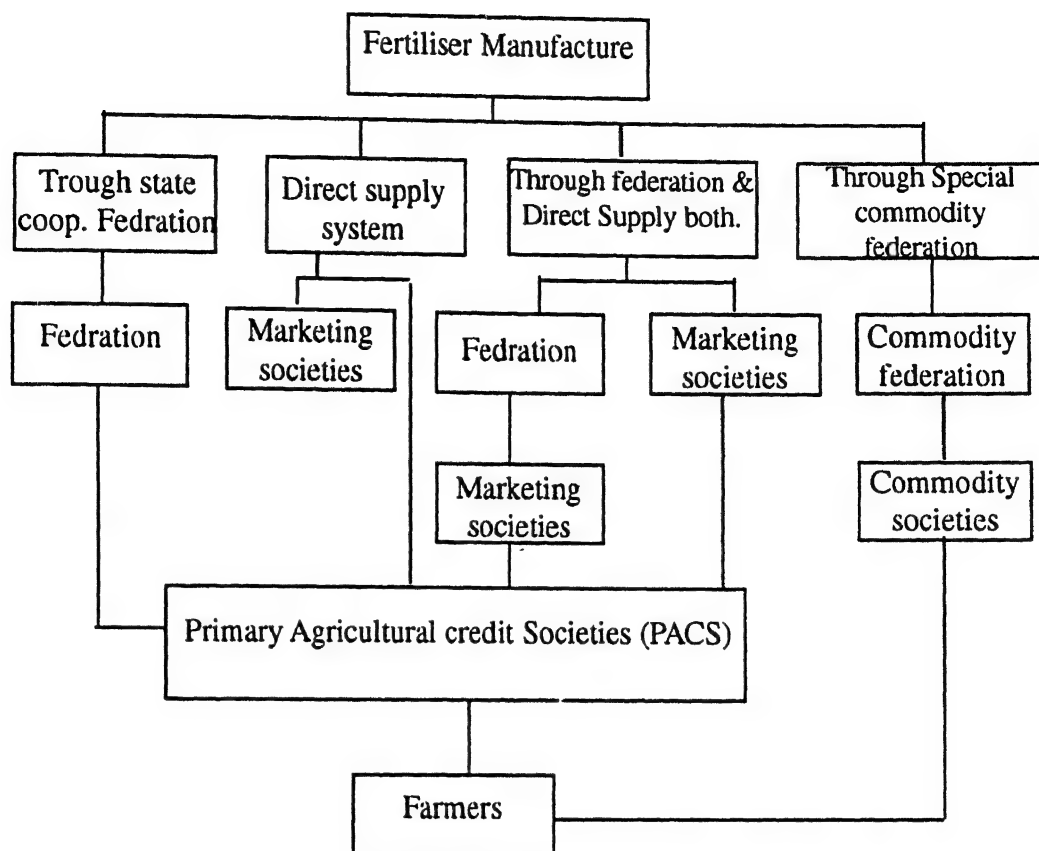 Fertiliser Manufacture
Trough state
coop. Fedration
Direct supply
system
Through federation &
Direct Supply both.
Through Special
commodity
federation
Fedration
Marketing
societies
Fedration
Marketing
societies
Commodity
federation
Marketing
societies
Commodity
societies
Primary Agricultural credit Societies (PACS)
Farmers